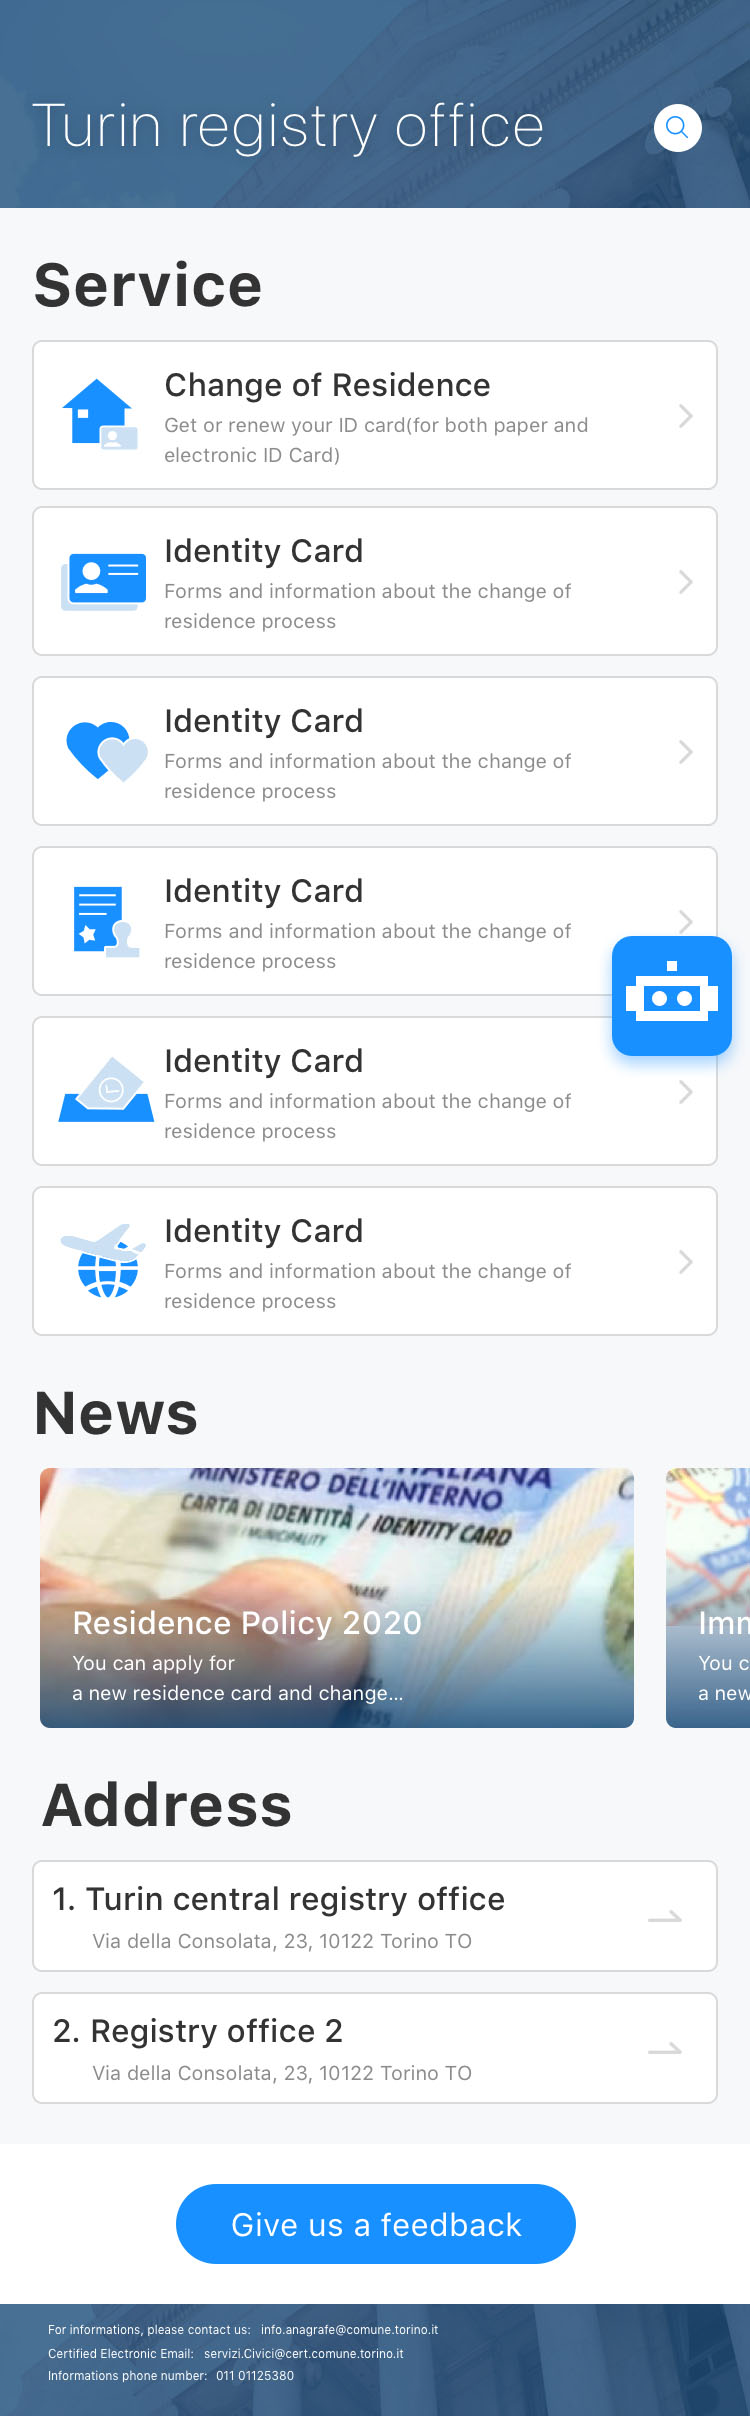 Turin registry office
Service
Change of Residence
Get or renew your ID card(for both paper and
electronic ID Card)
Identity Card
Forms and information about the change of
residence process
Identity Card
Forms and information about the change of
residence process
Identity Card
Forms and information about the change of
residence process
Identity Card
Forms and information about the change of
residence process
Identity Card
Forms and information about the change of
residence process
News
MINISTERO DELL'INTERNO
CARTA DI IDENTITÀ / IDENTITY CARD
MUNICIPALITY
Residence Policy 2020
You can apply for
a new residence card and change...
Imm
You c
a new
Address
1. Turin central registry office
Via della Consolata, 23, 10122 Torino TO
2. Registry office 2
Via della Consolata, 23, 10122 Torino TO
Give us a feedback
For informations, please contact us: info.anagrafe@comune.torino.it
Certified Electronic Email: servizi.Civici@cert.comune.torino.it
Informations phone number: 011 01125380